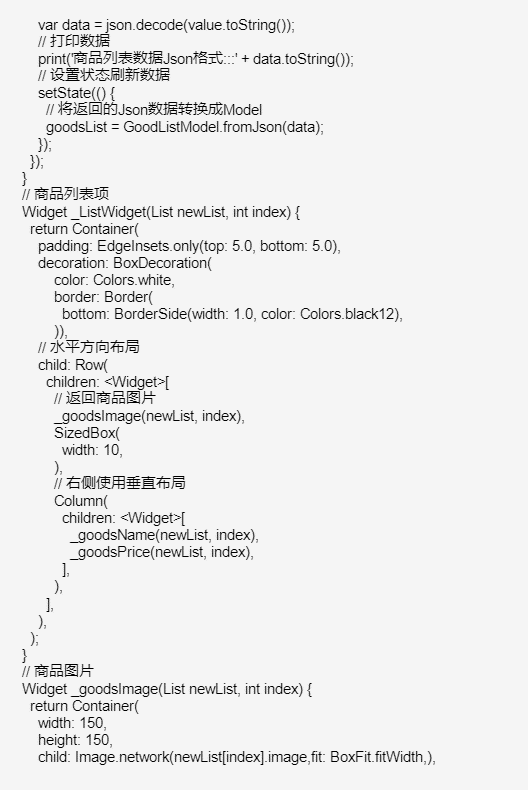 var data = json.decode(value.toString());
// 打印数据
print('商品列表数据Json格式:::' + data.toString());
// 设置状态刷新数据
setState(() {
// 将返回的Json数据转换成Model
goodsList = GoodListModel.fromJson(data);
});
});
}
// 商品列表项
Widget _ListWidget(List newList, int index) {
return Container(
padding: EdgeInsets.only(top: 5.0, bottom: 5.0),
decoration: BoxDecoration(
color: Colors.white,
border: Border(
bottom: BorderSide(width: 1.0, color: Colors.black12),
)),
// 水平方向布局
child: Row(
children: <Widget>[
// 返回商品图片
_goodsImage(newList, index),
SizedBox(
width: 10,
),
// 右侧使用垂直布局
Column(
children: <Widget>[
_goodsName(newList, index),
_goodsPrice(newList, index),
],
),
],
),
);
}
// 商品图片
Widget _goodsImage(List newList, int index) {
return Container(
width: 150,
height: 150,
child: Image.network(newList[index].image,fit: BoxFit.fitWidth,),